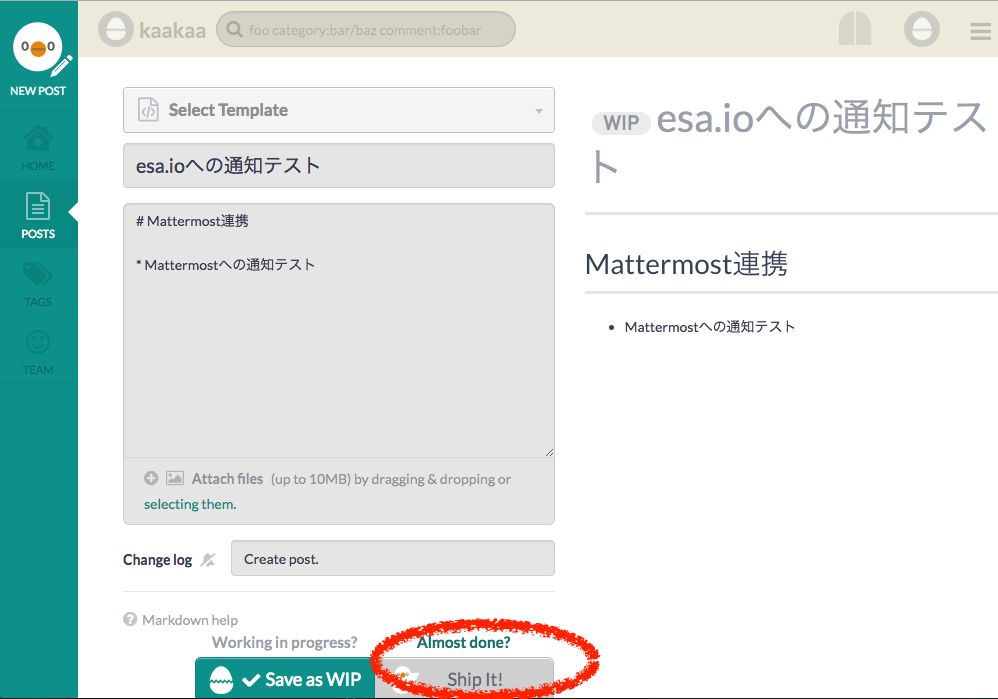 kaakaa
foo category:bar/baz comment:foobar
NEW POST
HOME
POSTS
TAGS
TEAM
Select Template
esa.ioへの通知テスト
# Mattermost連携
* Mattermostへの通知テスト
Attach files (up to 10MB) by dragging & dropping or
selecting them.
Change log
Create post.
Markdown help
Working in progress?
Almost done?
Save as WIP
Ship It!
WIP esa.ioへの通知テス
ト
Mattermost連携
• Mattermostへの通知テスト